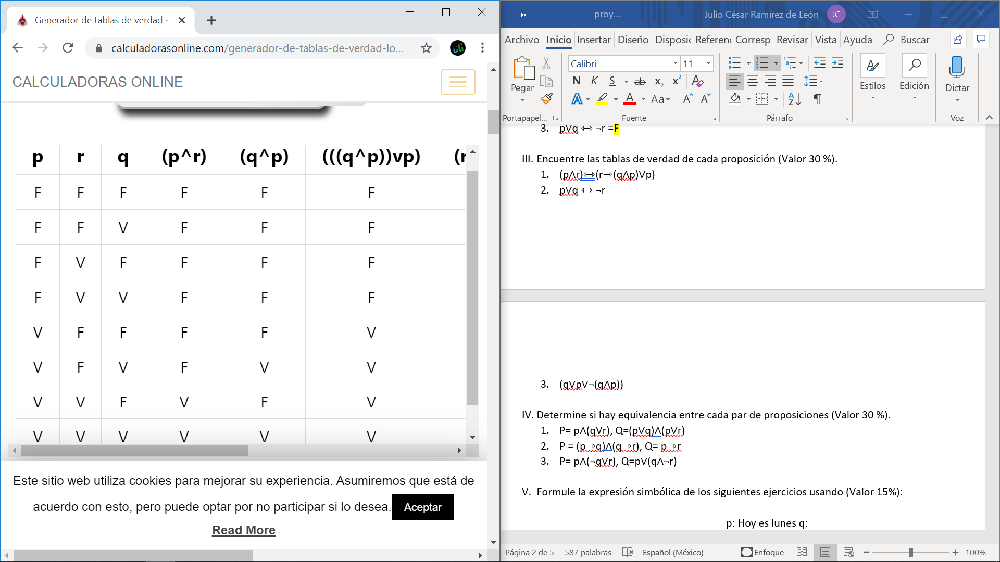 Generador de tablas de verdad -
calculadorasonline.com/generador-de-tablas-de-verdad-lo...
CALCULADORAS ONLINE
p r q (p^r) (q^p) (((q^p))vp) (r
F F F F F F
F F V F F F
F V F F F F
F V V F F F
V F F F F V
V F V F V V
V V F V F V
V V V V V V
Este sitio web utiliza cookies para mejorar su experiencia. Asumiremos que está de
acuerdo con esto, pero puede optar por no participar si lo desea. Aceptar
Read More
proy... Julio César Ramírez de León JC
Archivo Inicio Insertar Diseño Disposic Referenc Corresp Revisar Vista Ayuda Buscar
Calibri 11
Pegar
N K S ab x₂ x² A
A A Aa A A
Estilos Edición Dictar
Portapapel... Fuente Párrafo Voz
3. pVq ⇔ ¬r =F
III. Encuentre las tablas de verdad de cada proposición (Valor 30 %).
1. (pΛr)⇔(r→(qΛp)Vp)
2. pVq ⇔ ¬r
3. (qVpV¬(qΛp))
IV. Determine si hay equivalencia entre cada par de proposiciones (Valor 30 %).
1. P= pΛ(qVr), Q=(pVq)Λ(pVr)
2. P = (p→q)Λ(q→r), Q= p→r
3. P= pΛ(¬qVr), Q=pV(qΛ¬r)
V. Formule la expresión simbólica de los siguientes ejercicios usando (Valor 15%):
p: Hoy es lunes q:
Página 2 de 5 587 palabras Español (México) Enfoque 100%